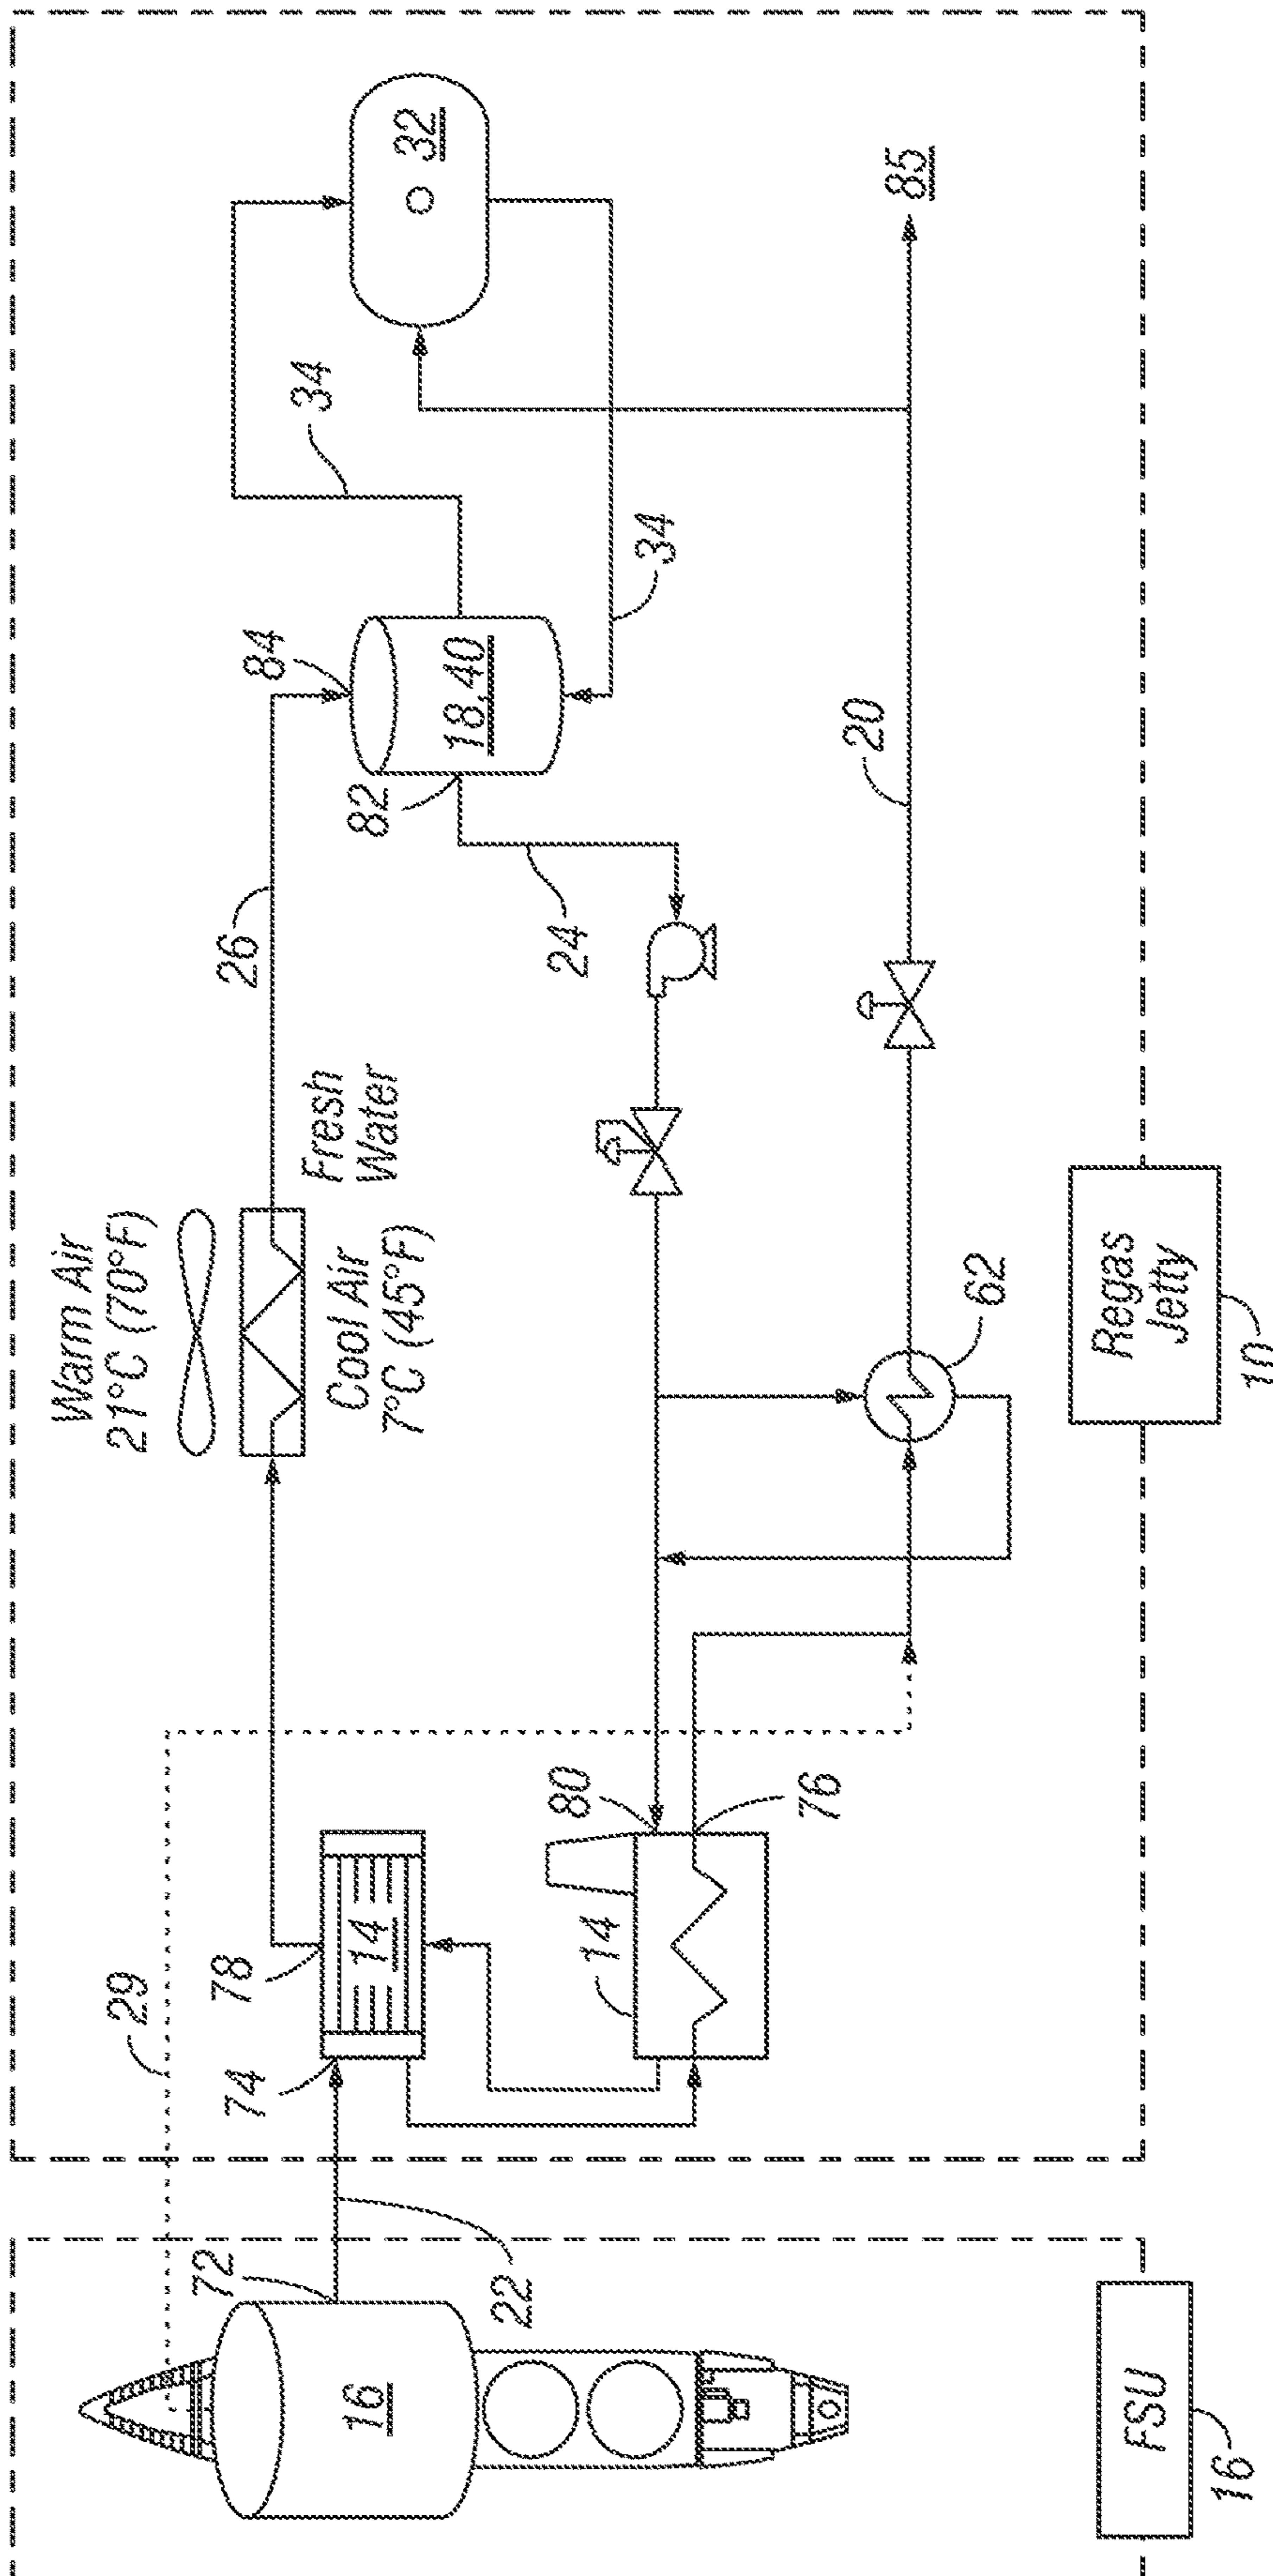 Warm Air
21°C (70°F)
Cool Air
7°C (45°F)
Fresh
Water
26
84
34
32
34
18,40
82
24
85
20
62
29
78
74
14
14
80
76
72
22
16
FSU
16
Regas
Jetty
10